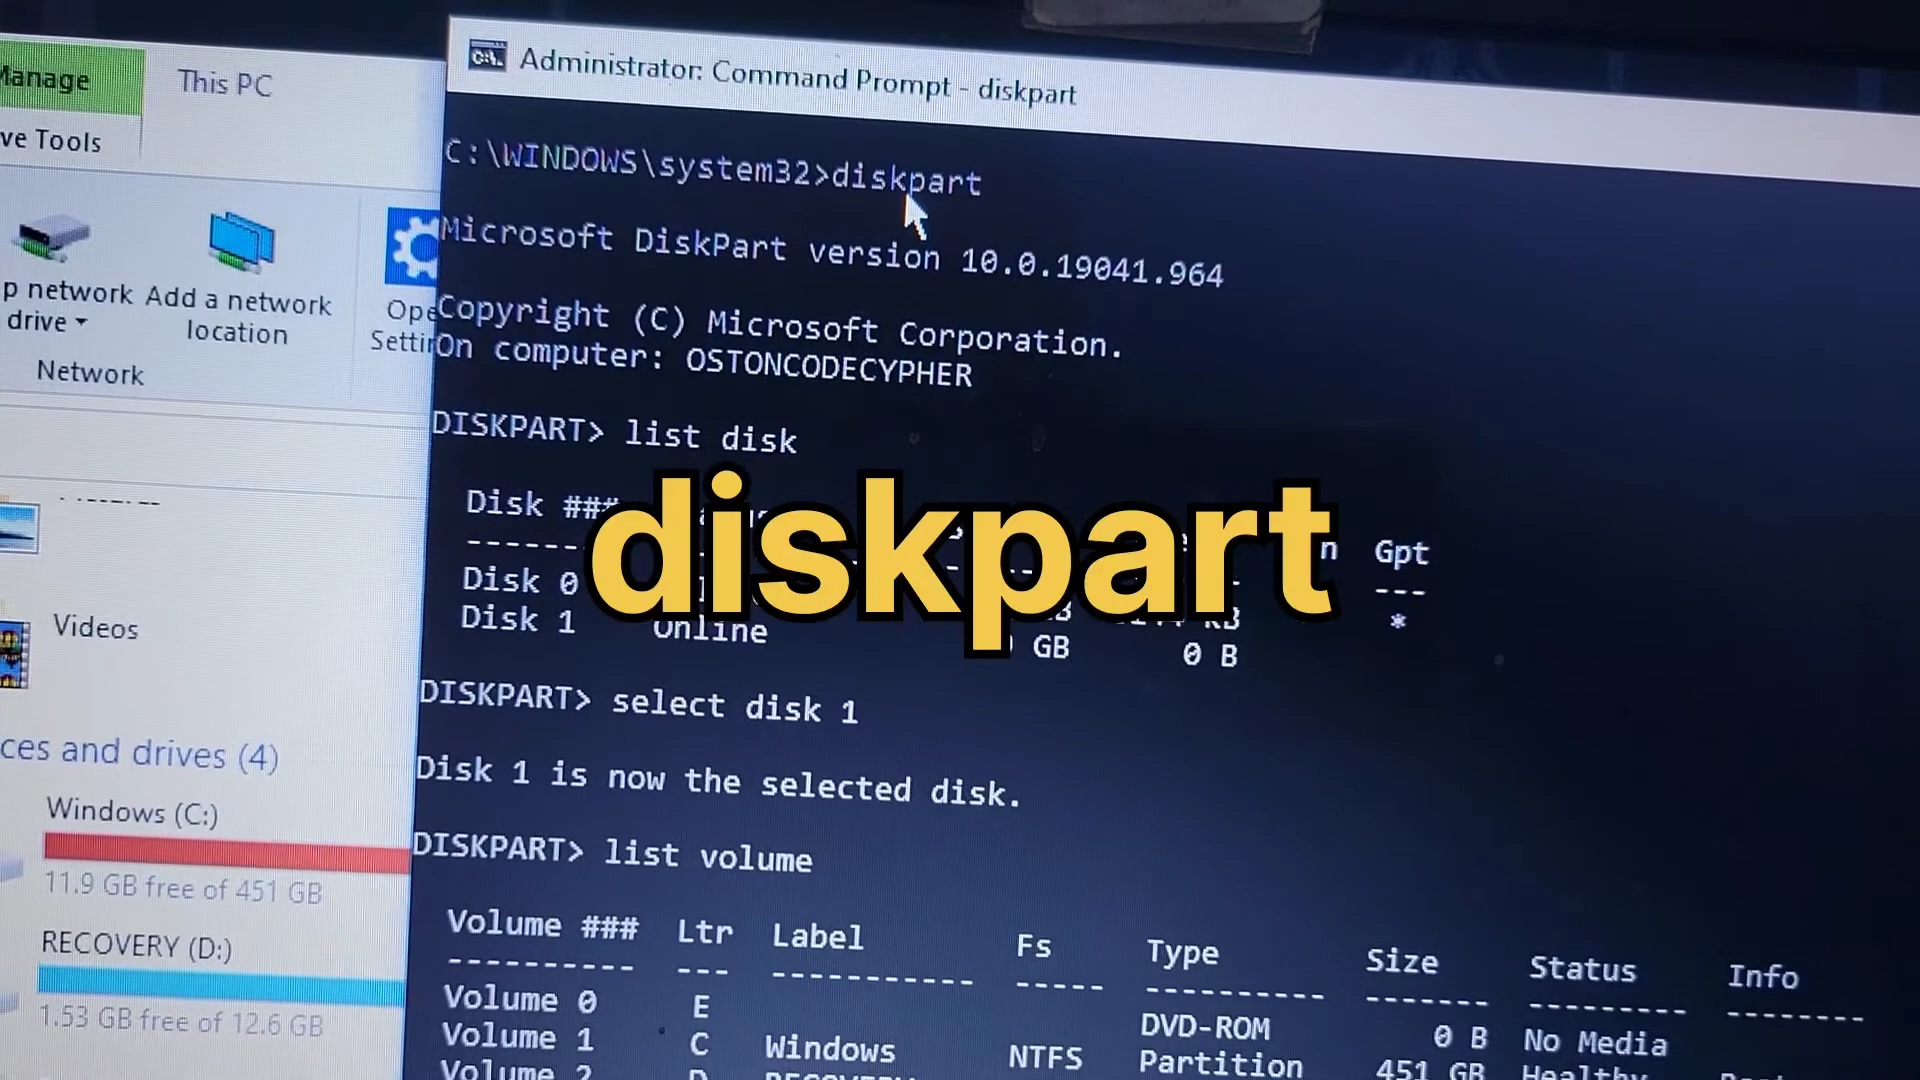 Manage
This PC
ve Tools
p network
drive
Add a network
location
Network
Ope
Settin
Videos
ces and drives (4)
Windows (C:)
11.9 GB free of 451 GB
RECOVERY (D:)
1.53 GB free of 12.6 GB
Administrator: Command Prompt - diskpart
C:\WINDOWS\system32>diskpart
Microsoft DiskPart version 10.0.19041.964
Copyright (C) Microsoft Corporation.
On computer: OSTONCODECYPHER
DISKPART> list disk
Disk ### Gpt
Disk 0
Disk 1 Online GB 0 B *
diskpart
DISKPART> select disk 1
Disk 1 is now the selected disk.
DISKPART> list volume
Volume ### Ltr Label Fs Type Size Status Info
Volume 0 E DVD-ROM 0 B No Media
Volume 1 C Windows NTFS Partition 451 GB Healthy
Volume 2